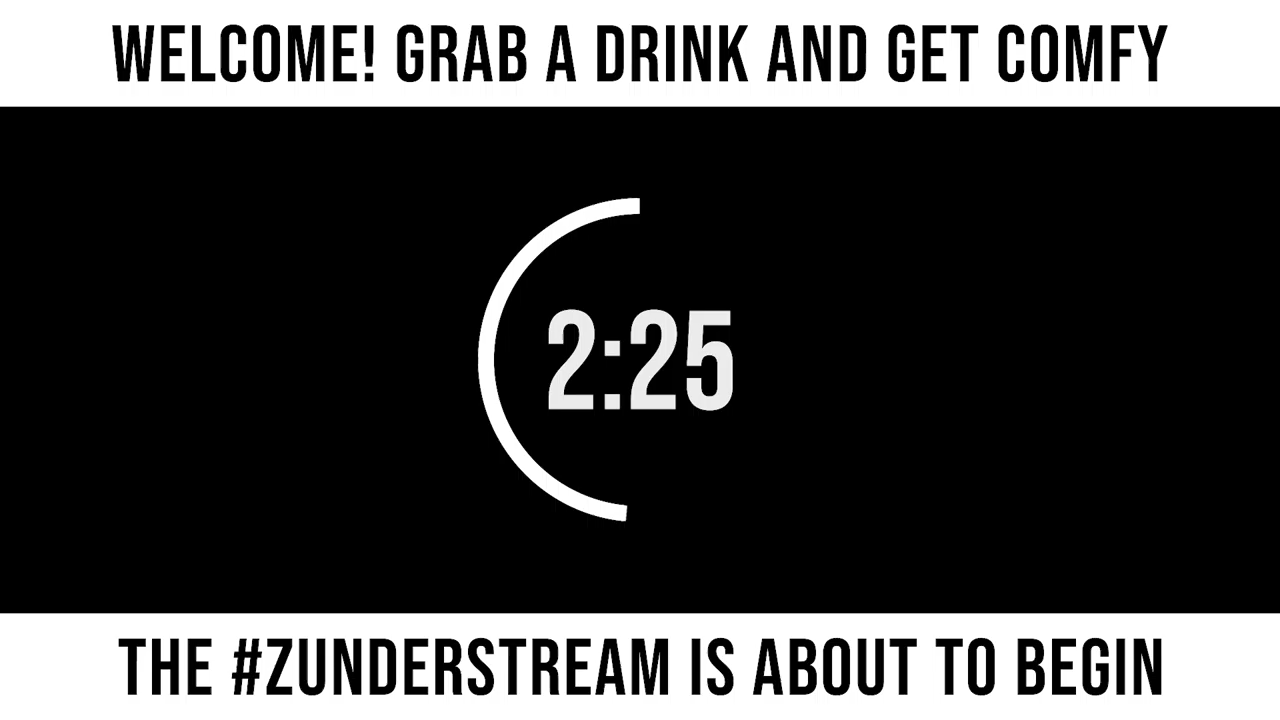 WELCOME! GRAB A DRINK AND GET COMFY
2:25
THE #ZUNDERSTREAM IS ABOUT TO BEGIN